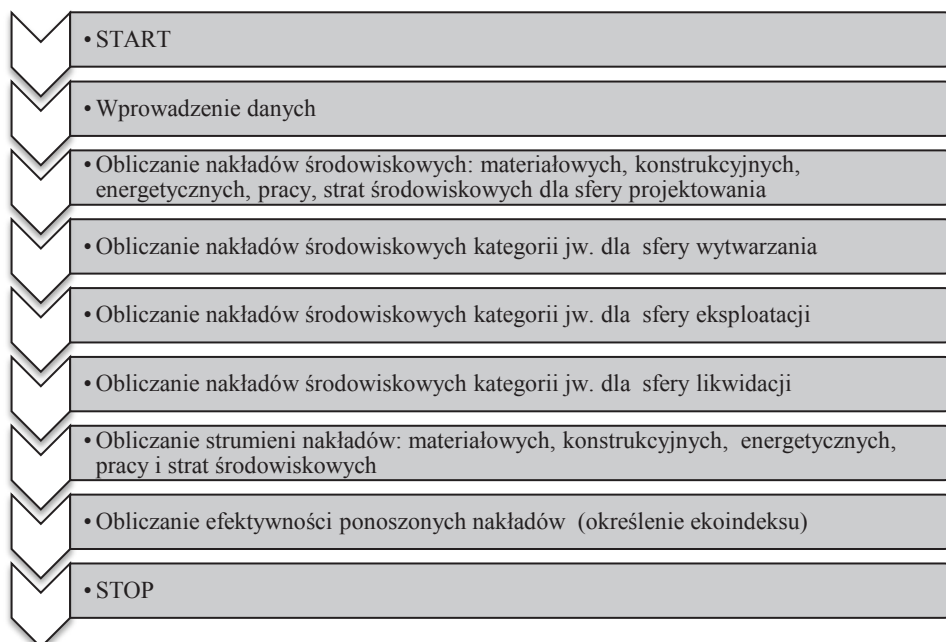 • START
• Wprowadzenie danych
• Obliczanie nakładów środowiskowych: materiałowych, konstrukcyjnych,
energetycznych, pracy, strat środowiskowych dla sfery projektowania
• Obliczanie nakładów środowiskowych kategorii jw. dla sfery wytwarzania
• Obliczanie nakładów środowiskowych kategorii jw. dla sfery eksploatacji
• Obliczanie nakładów środowiskowych kategorii jw. dla sfery likwidacji
• Obliczanie strumieni nakładów: materiałowych, konstrukcyjnych, energetycznych,
pracy i strat środowiskowych
• Obliczanie efektywności ponoszonych nakładów (określenie ekoindeksu)
• STOP